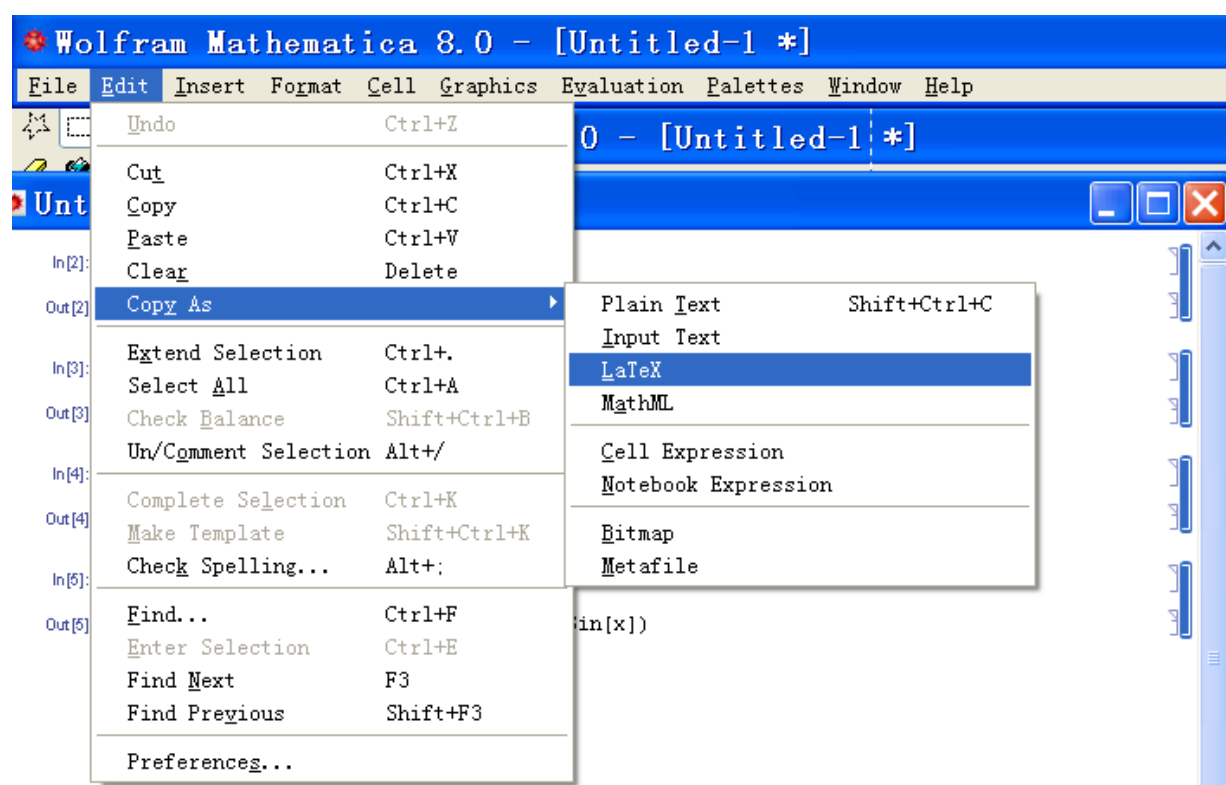 Wolfram Mathematica 8.0 - [Untitled-1 *]
File Edit Insert Format Cell Graphics Evaluation Palettes Window Help
0 - [Untitled-1 *]
Undo Ctrl+Z
Cut Ctrl+X
Unt
Copy Ctrl+C
Paste Ctrl+V
In[2]:
Clear Delete
Out[2]
Copy As
Plain Text Shift+Ctrl+C
Input Text
Extend Selection Ctrl+.
In[3]:
LaTeX
Select All Ctrl+A
MathML
Out[3]
Check Balance Shift+Ctrl+B
Un/Comment Selection Alt+/
Cell Expression
In[4]:
Notebook Expression
Complete Selection Ctrl+K
Out[4]
Make Template Shift+Ctrl+K
Bitmap
Check Spelling... Alt+;
Metafile
In[5]:
Find... Ctrl+F
Out[5]
in[x])
Enter Selection Ctrl+E
Find Next F3
Find Previous Shift+F3
Preferences...